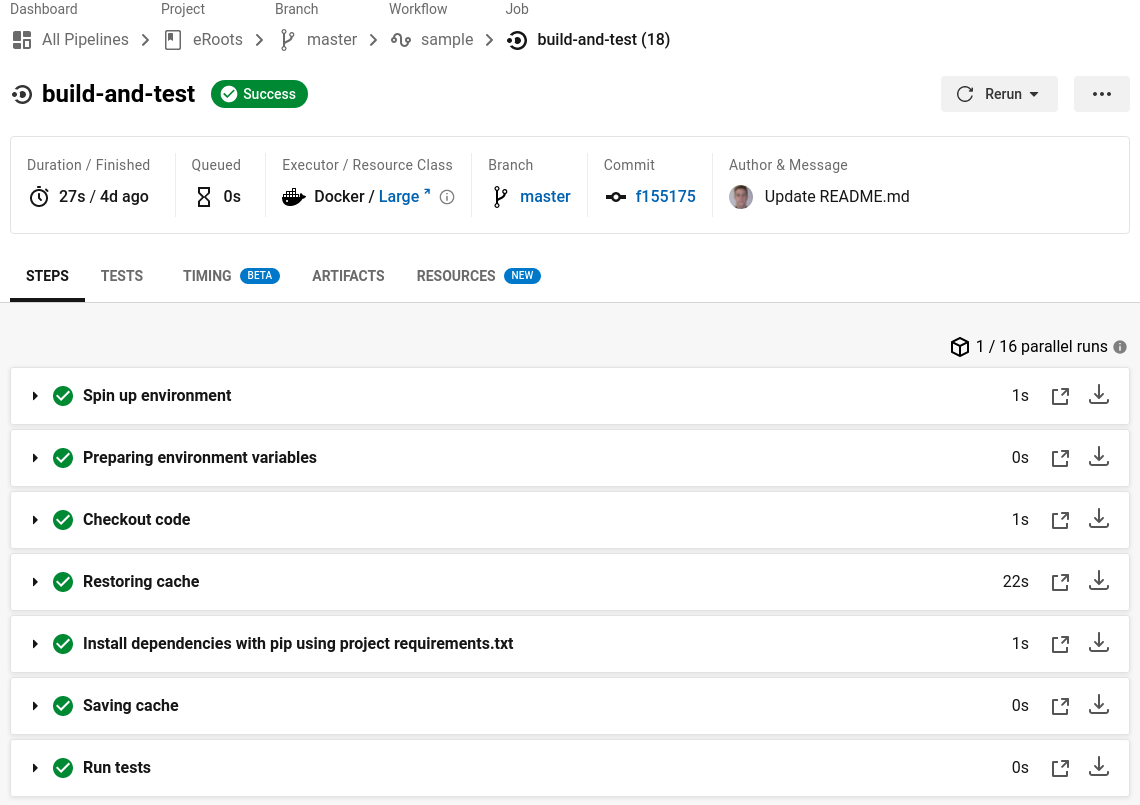 Dashboard Project Branch Workflow Job
All Pipelines eRoots master sample build-and-test (18)
build-and-test Success Rerun
Duration / Finished Queued Executor / Resource Class Branch Commit Author & Message
27s / 4d ago 0s Docker / Large master f155175 Update README.md
STEPS TESTS TIMING BETA ARTIFACTS RESOURCES NEW
1 / 16 parallel runs
Spin up environment 1s
Preparing environment variables 0s
Checkout code 1s
Restoring cache 22s
Install dependencies with pip using project requirements.txt 1s
Saving cache 0s
Run tests 0s